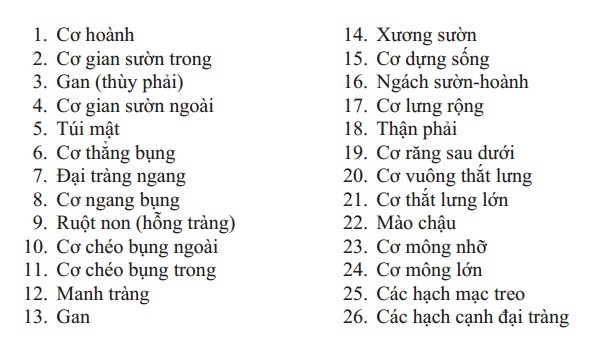 1. Cơ hoành
2. Cơ gian sườn trong
3. Gan (thùy phải)
4. Cơ gian sườn ngoài
5. Túi mật
6. Cơ thẳng bụng
7. Đại tràng ngang
8. Cơ ngang bụng
9. Ruột non (hỗng tràng)
10. Cơ chéo bụng ngoài
11. Cơ chéo bụng trong
12. Manh tràng
13. Gan
14. Xương sườn
15. Cơ dựng sống
16. Ngách sườn-hoành
17. Cơ lưng rộng
18. Thận phải
19. Cơ răng sau dưới
20. Cơ vuông thắt lưng
21. Cơ thắt lưng lớn
22. Mào chậu
23. Cơ mông nhỡ
24. Cơ mông lớn
25. Các hạch mạc treo
26. Các hạch cạnh đại tràng